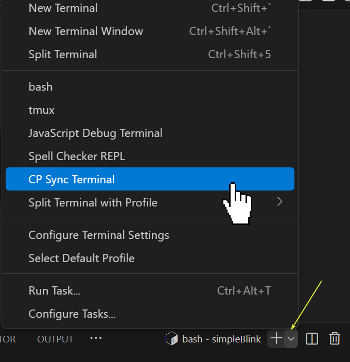 New Terminal Ctrl+Shift+`
New Terminal Window Ctrl+Shift+Alt+`
Split Terminal Ctrl+Shift+5
bash
tmux
JavaScript Debug Terminal
Spell Checker REPL
CP Sync Terminal
Split Terminal with Profile
Configure Terminal Settings
Select Default Profile
Run Task... Ctrl+Alt+T
Configure Tasks...
TOR OUTPUT ··· bash - simpleBlink